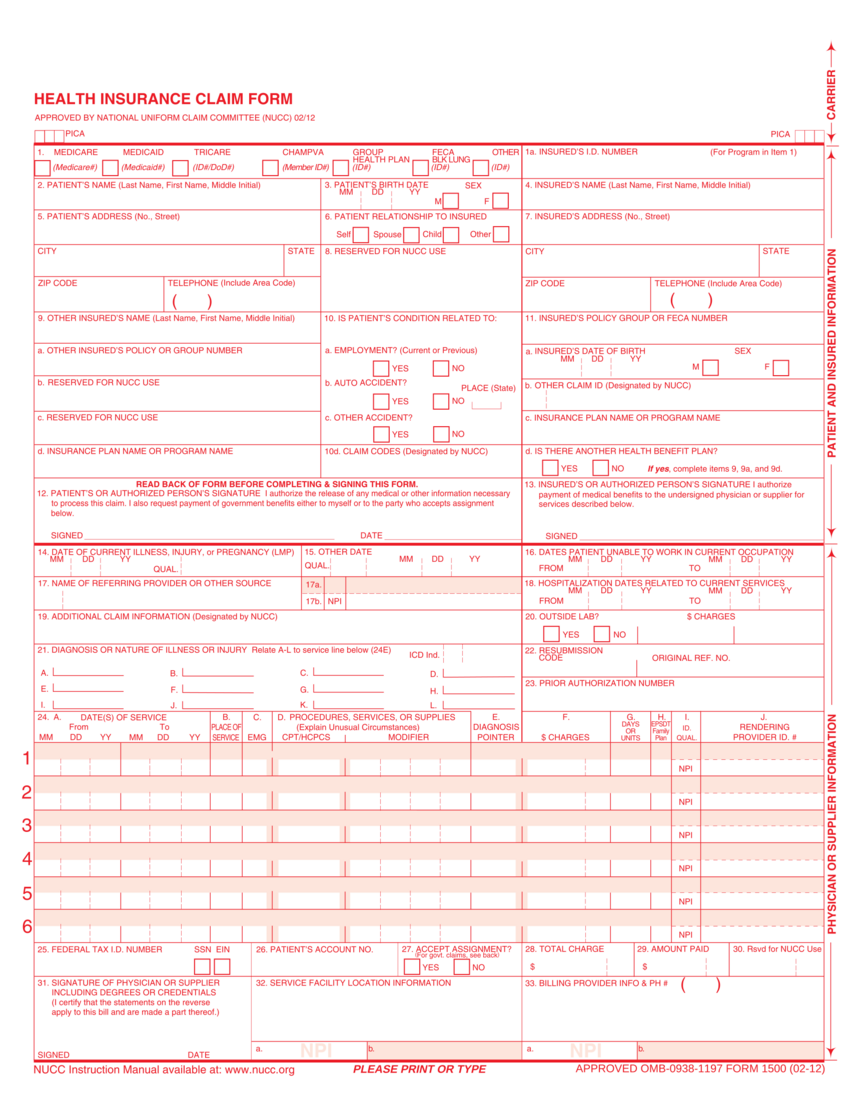 HEALTH INSURANCE CLAIM FORM
APPROVED BY NATIONAL UNIFORM CLAIM COMMITTEE (NUCC) 02/12
PICA
PICA
CARRIER
1. MEDICARE MEDICAID TRICARE CHAMPVA GROUP HEALTH PLAN FECA BLK LUNG OTHER
(Medicare#) (Medicaid#) (ID#/DoD#) (Member ID#) (ID#) (ID#) (ID#)
1a. INSURED'S I.D. NUMBER (For Program in Item 1)
2. PATIENT'S NAME (Last Name, First Name, Middle Initial)
3. PATIENT'S BIRTH DATE SEX
MM DD YY
M F
4. INSURED'S NAME (Last Name, First Name, Middle Initial)
5. PATIENT'S ADDRESS (No., Street)
6. PATIENT RELATIONSHIP TO INSURED
Self Spouse Child Other
7. INSURED'S ADDRESS (No., Street)
CITY STATE
8. RESERVED FOR NUCC USE
CITY STATE
ZIP CODE TELEPHONE (Include Area Code)
( )
ZIP CODE TELEPHONE (Include Area Code)
( )
9. OTHER INSURED'S NAME (Last Name, First Name, Middle Initial)
10. IS PATIENT'S CONDITION RELATED TO:
11. INSURED'S POLICY GROUP OR FECA NUMBER
a. OTHER INSURED'S POLICY OR GROUP NUMBER
a. EMPLOYMENT? (Current or Previous)
YES NO
a. INSURED'S DATE OF BIRTH SEX
MM DD YY
M F
b. RESERVED FOR NUCC USE
b. AUTO ACCIDENT?
PLACE (State)
YES NO
b. OTHER CLAIM ID (Designated by NUCC)
c. RESERVED FOR NUCC USE
c. OTHER ACCIDENT?
YES NO
c. INSURANCE PLAN NAME OR PROGRAM NAME
d. INSURANCE PLAN NAME OR PROGRAM NAME
10d. CLAIM CODES (Designated by NUCC)
d. IS THERE ANOTHER HEALTH BENEFIT PLAN?
YES NO If yes, complete items 9, 9a, and 9d.
READ BACK OF FORM BEFORE COMPLETING & SIGNING THIS FORM.
12. PATIENT'S OR AUTHORIZED PERSON'S SIGNATURE I authorize the release of any medical or other information necessary
to process this claim. I also request payment of government benefits either to myself or to the party who accepts assignment
below.
SIGNED DATE
13. INSURED'S OR AUTHORIZED PERSON'S SIGNATURE I authorize
payment of medical benefits to the undersigned physician or supplier for
services described below.
SIGNED
PATIENT AND INSURED INFORMATION
14. DATE OF CURRENT ILLNESS, INJURY, or PREGNANCY (LMP)
MM DD YY
QUAL.
15. OTHER DATE
QUAL. MM DD YY
16. DATES PATIENT UNABLE TO WORK IN CURRENT OCCUPATION
MM DD YY MM DD YY
FROM TO
17. NAME OF REFERRING PROVIDER OR OTHER SOURCE
17a.
17b. NPI
18. HOSPITALIZATION DATES RELATED TO CURRENT SERVICES
MM DD YY MM DD YY
FROM TO
19. ADDITIONAL CLAIM INFORMATION (Designated by NUCC)
20. OUTSIDE LAB? $ CHARGES
YES NO
21. DIAGNOSIS OR NATURE OF ILLNESS OR INJURY Relate A-L to service line below (24E)
ICD Ind.
A. B. C. D.
E. F. G. H.
I. J. K. L.
22. RESUBMISSION
CODE ORIGINAL REF. NO.
23. PRIOR AUTHORIZATION NUMBER
24. A. DATE(S) OF SERVICE
From To
MM DD YY MM DD YY
B.
PLACE OF
SERVICE
C.
EMG
D. PROCEDURES, SERVICES, OR SUPPLIES
(Explain Unusual Circumstances)
CPT/HCPCS MODIFIER
E.
DIAGNOSIS
POINTER
F.
$ CHARGES
G.
DAYS
OR
UNITS
H.
EPSDT
Family
Plan
I.
ID.
QUAL.
J.
RENDERING
PROVIDER ID. #
1
NPI
2
NPI
3
NPI
4
NPI
5
NPI
6
NPI
25. FEDERAL TAX I.D. NUMBER SSN EIN
26. PATIENT'S ACCOUNT NO.
27. ACCEPT ASSIGNMENT?
(For govt. claims, see back)
YES NO
28. TOTAL CHARGE
$
29. AMOUNT PAID
$
30. Rsvd for NUCC Use
31. SIGNATURE OF PHYSICIAN OR SUPPLIER
INCLUDING DEGREES OR CREDENTIALS
(I certify that the statements on the reverse
apply to this bill and are made a part thereof.)
SIGNED DATE
32. SERVICE FACILITY LOCATION INFORMATION
a. NPI b.
33. BILLING PROVIDER INFO & PH # ( )
a. NPI b.
PHYSICIAN OR SUPPLIER INFORMATION
NUCC Instruction Manual available at: www.nucc.org
PLEASE PRINT OR TYPE
APPROVED OMB-0938-1197 FORM 1500 (02-12)